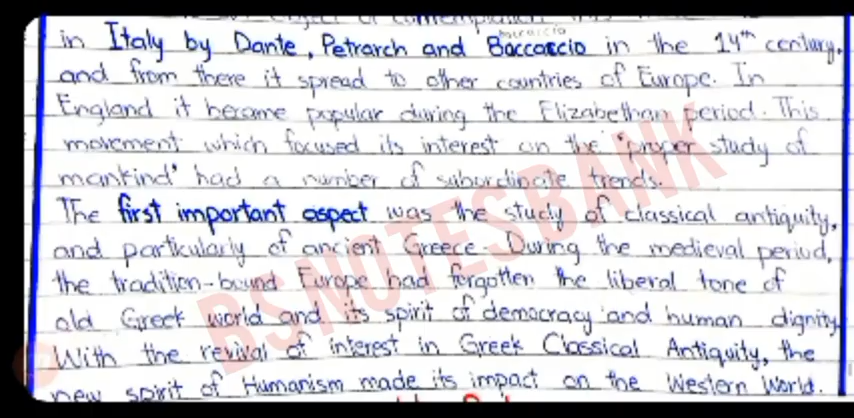 object of contemplation
in Italy by Dante, Petrarch and Baccaccio in the 14th century,
and from there it spread to other countries of Europe. In
England it became popular during the Elizabethan period. This
movement which focused its interest on the 'proper study of
mankind' had a number of subordinate trends.
The first important aspect was the study of classical antiquity,
and particularly of ancient Greece. During the medieval period,
the tradition-bound Europe had forgotten the liberal tone of
old Greek world and its spirit of democracy and human dignity.
With the revival of interest in Greek Classical Antiquity, the
new spirit of Humanism made its impact on the Western World.
BSNOTESBANK